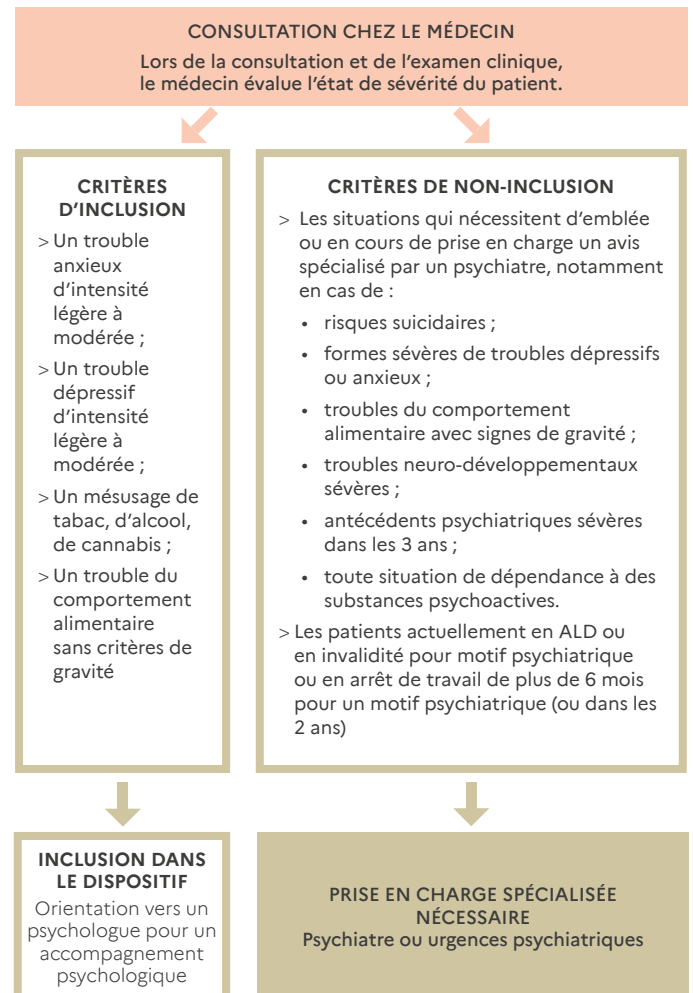 CONSULTATION CHEZ LE MÉDECIN
Lors de la consultation et de l'examen clinique,
le médecin évalue l'état de sévérité du patient.
CRITÈRES
D'INCLUSION
> Un trouble
anxieux
d'intensité
légère à
modérée ;
> Un trouble
dépressif
d'intensité
légère à
modérée ;
> Un mésusage de
tabac, d'alcool,
de cannabis ;
> Un trouble du
comportement
alimentaire
sans critères de
gravité
CRITÈRES DE NON-INCLUSION
> Les situations qui nécessitent d'emblée
ou en cours de prise en charge un avis
spécialisé par un psychiatre, notamment
en cas de :
• risques suicidaires ;
• formes sévères de troubles dépressifs
ou anxieux ;
• troubles du comportement
alimentaire avec signes de gravité ;
• troubles neuro-développementaux
sévères ;
• antécédents psychiatriques sévères
dans les 3 ans ;
• toute situation de dépendance à des
substances psychoactives.
> Les patients actuellement en ALD ou
en invalidité pour motif psychiatrique
ou en arrêt de travail de plus de 6 mois
pour un motif psychiatrique (ou dans les
2 ans)
INCLUSION DANS
LE DISPOSITIF
Orientation vers un
psychologue pour un
accompagnement
psychologique
PRISE EN CHARGE SPÉCIALISÉE
NÉCESSAIRE
Psychiatre ou urgences psychiatriques